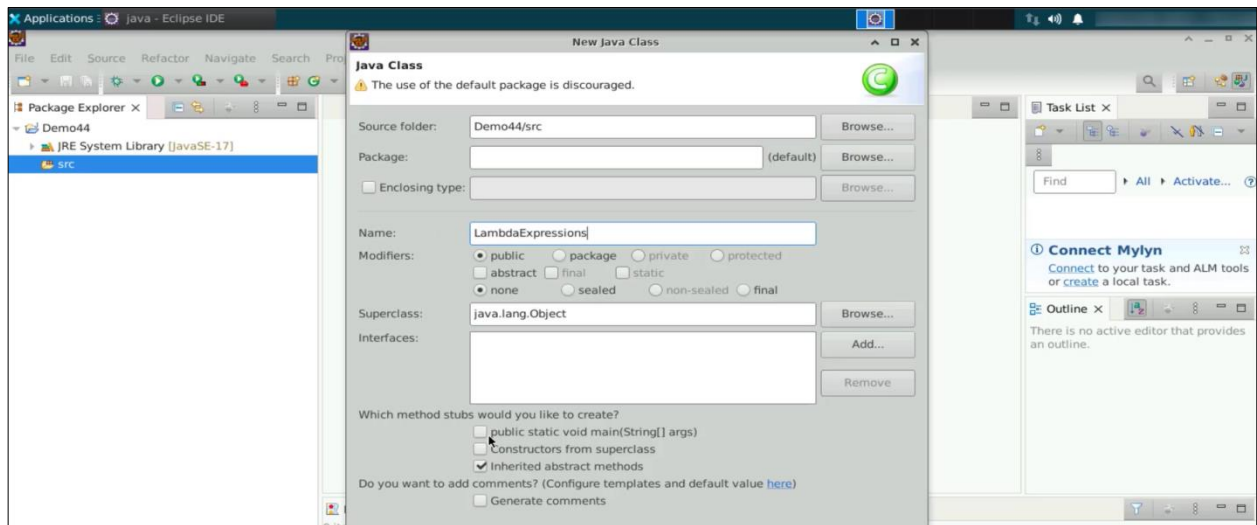 Applications : java - Eclipse IDE
New Java Class
File Edit Source Refactor Navigate Search
Java Class
The use of the default package is discouraged.
Package Explorer
Demo44
JRE System Library [JavaSE-17]
src
Source folder: Demo44/src Browse...
Package: (default) Browse...
Enclosing type: Browse...
Name: LambdaExpressions
Modifiers: public package private protected
abstract final static
none sealed non-sealed final
Superclass: java.lang.Object Browse...
Interfaces: Add...
Remove
Which method stubs would you like to create?
public static void main(String[] args)
Constructors from superclass
Inherited abstract methods
Do you want to add comments? (Configure templates and default value here)
Generate comments
Task List
Find All Activate...
Connect Mylyn
Connect to your task and ALM tools
or create a local task.
Outline
There is no active editor that provides
an outline.